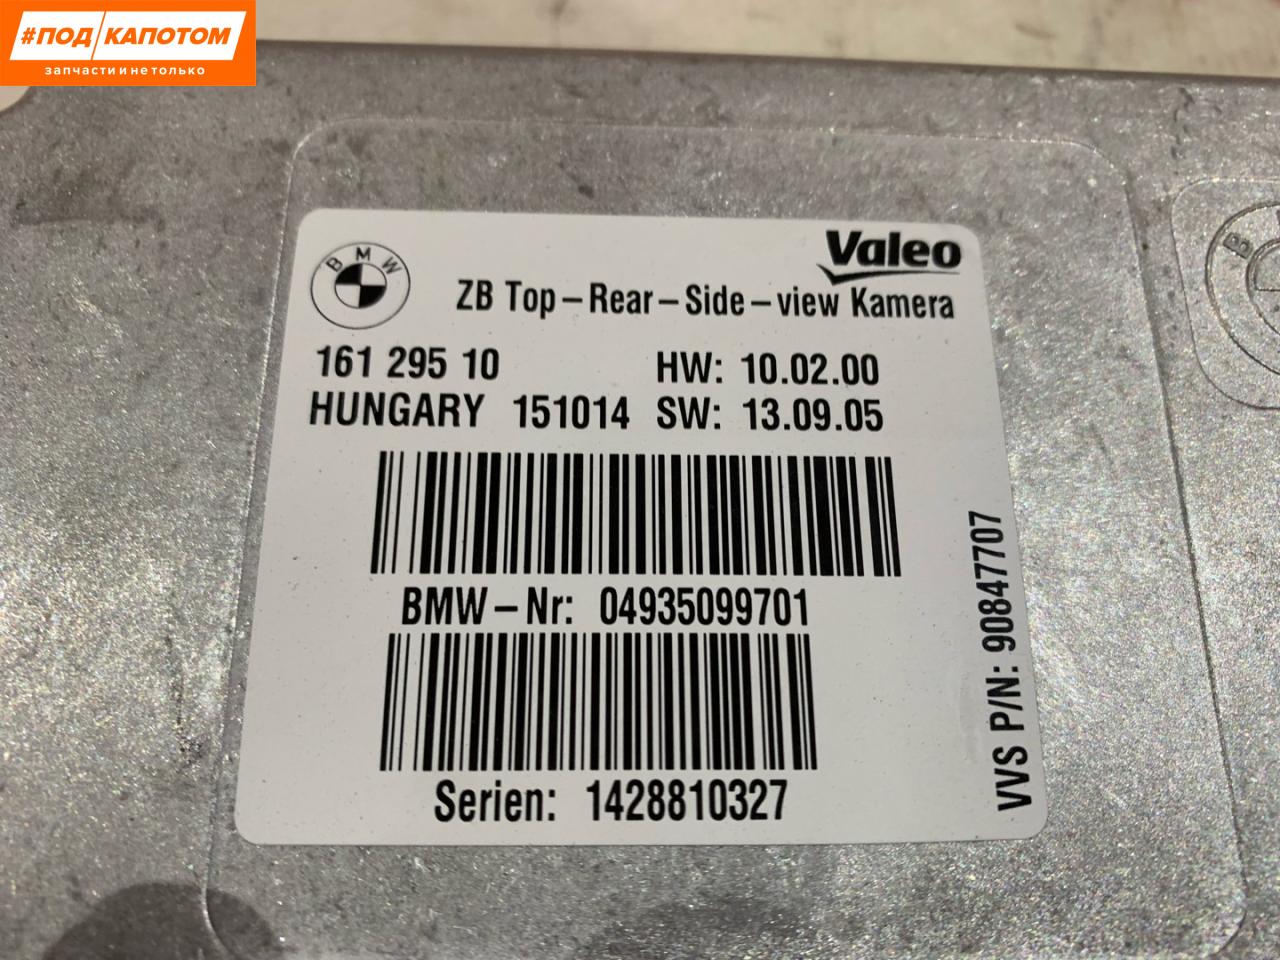 #ПОД/КАПОТОМ
запчасти и не только
BMW
Valeo
ZB Top-Rear-Side-view Kamera
161 295 10 HW: 10.02.00
HUNGARY 151014 SW: 13.09.05
BMW-Nr: 04935099701
Serien: 1428810327
VVS P/N: 90847707
B